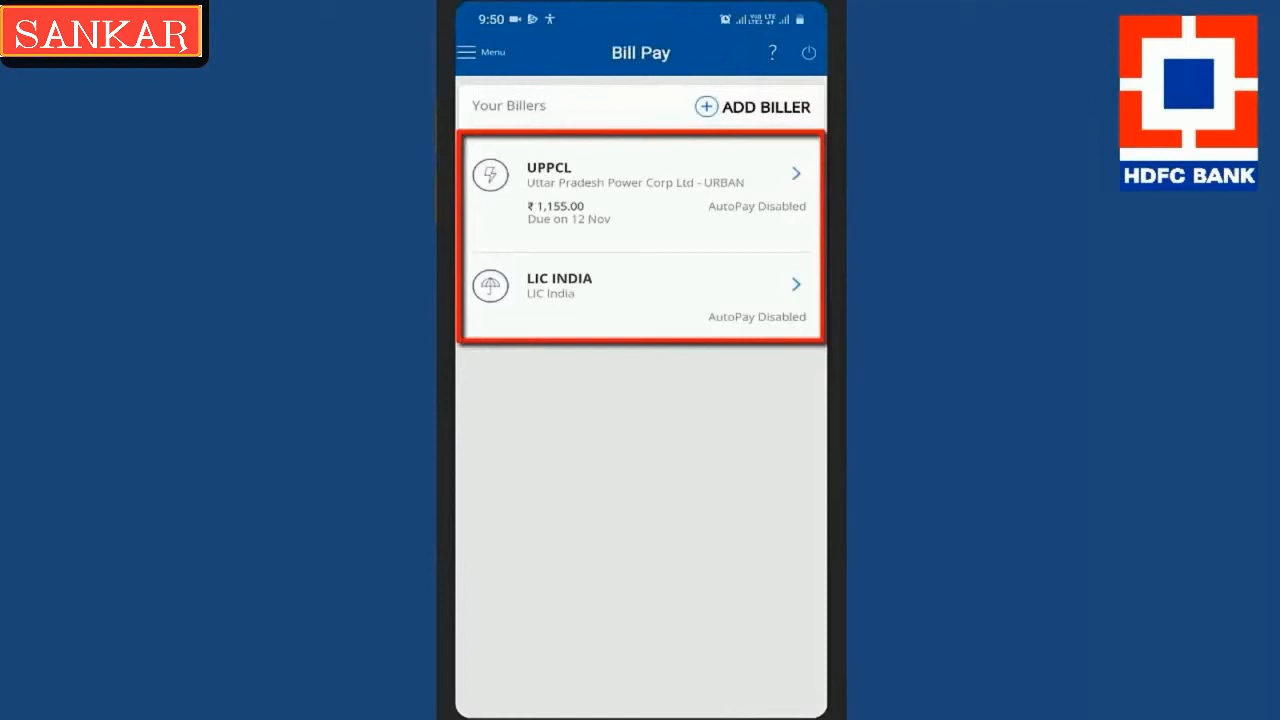 SANKAR
9:50
Menu
Bill Pay
?
Your Billers
+ ADD BILLER
UPPCL
Uttar Pradesh Power Corp Ltd - URBAN
₹ 1,155.00
AutoPay Disabled
Due on 12 Nov
LIC INDIA
LIC India
AutoPay Disabled
HDFC BANK